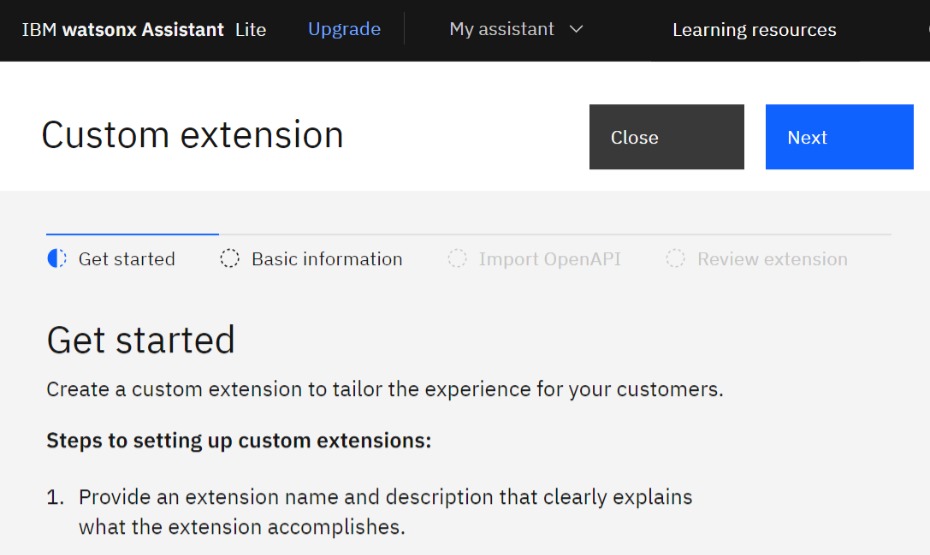 IBM watsonx Assistant Lite Upgrade My assistant Learning resources
Custom extension Close Next
Get started Basic information Import OpenAPI Review extension
Get started
Create a custom extension to tailor the experience for your customers.
Steps to setting up custom extensions:
1. Provide an extension name and description that clearly explains
what the extension accomplishes.